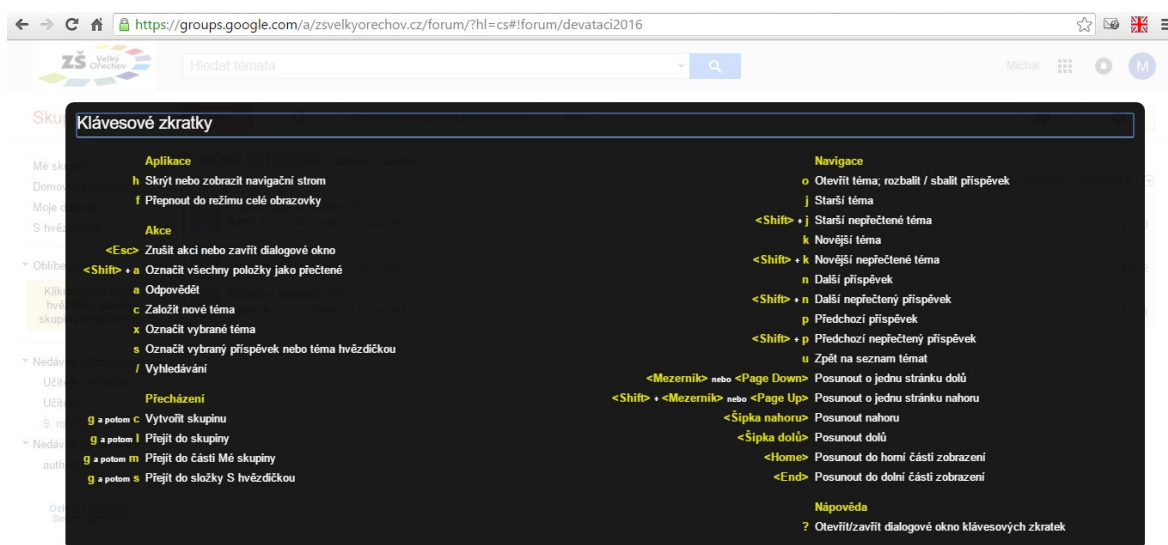 https://groups.google.com/a/zsvelkyorechov.cz/forum/?hl=cs#!forum/devataci2016
ZŠ Velký Ořechov
Hledat témata
Michal
M
Klávesové zkratky
Aplikace
h Skrýt nebo zobrazit navigační strom
f Přepnout do režimu celé obrazovky
Akce
<Esc> Zrušit akci nebo zavřít dialogové okno
<Shift> + a Označit všechny položky jako přečtené
a Odpovědět
c Založit nové téma
x Označit vybrané téma
s Označit vybraný příspěvek nebo téma hvězdičkou
/ Vyhledávání
Přecházení
g a potom c Vytvořit skupinu
g a potom l Přejít do skupiny
g a potom m Přejít do části Mé skupiny
g a potom s Přejít do složky S hvězdičkou
Navigace
o Otevřít téma; rozbalit / sbalit příspěvek
j Starší téma
<Shift> + j Starší nepřečtené téma
k Novější téma
<Shift> + k Novější nepřečtené téma
n Další příspěvek
<Shift> + n Další nepřečtený příspěvek
p Předchozí příspěvek
<Shift> + p Předchozí nepřečtený příspěvek
u Zpět na seznam témat
<Mezerník> nebo <Page Down> Posunout o jednu stránku dolů
<Shift> + <Mezerník> nebo <Page Up> Posunout o jednu stránku nahoru
<Šipka nahoru> Posunout nahoru
<Šipka dolů> Posunout dolů
<Home> Posunout do horní části zobrazení
<End> Posunout do dolní části zobrazení
Nápověda
? Otevřít/zavřít dialogové okno klávesových zkratek